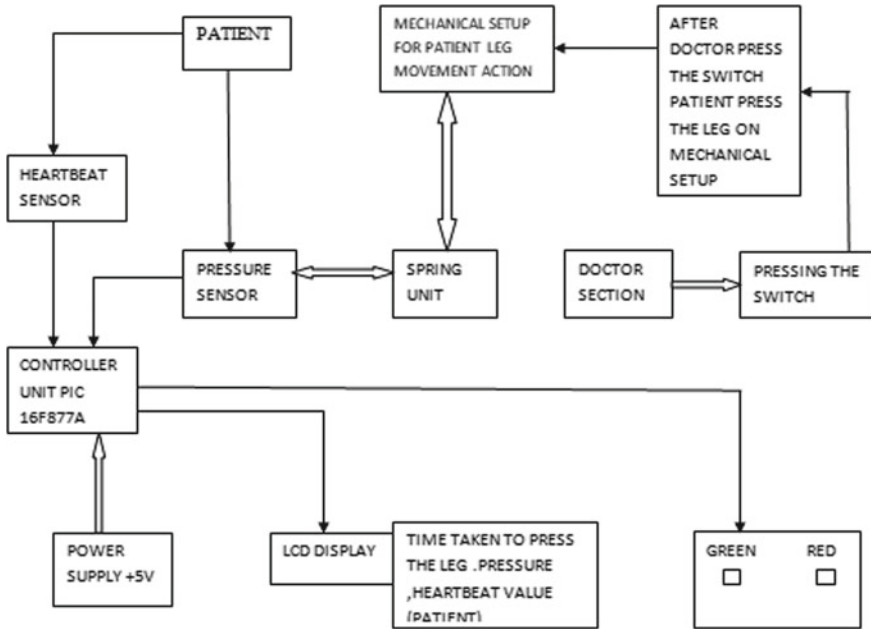 PATIENT
MECHANICAL SETUP
FOR PATIENT LEG
MOVEMENT ACTION
AFTER
DOCTOR PRESS
THE SWITCH
PATIENT PRESS
THE LEG ON
MECHANICAL
SETUP
HEARTBEAT
SENSOR
PRESSURE
SENSOR
SPRING
UNIT
DOCTOR
SECTION
PRESSING THE
SWITCH
CONTROLLER
UNIT PIC
16F877A
POWER
SUPPLY +5V
LCD DISPLAY
TIME TAKEN TO PRESS
THE LEG .PRESSURE
,HEARTBEAT VALUE
(PATIENT)
GREEN RED